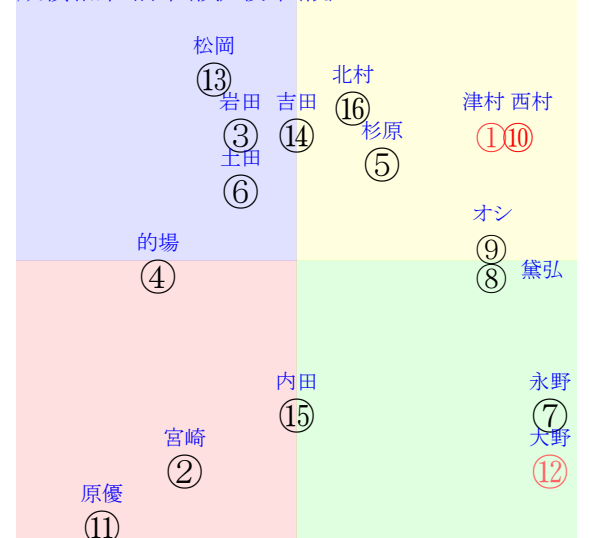 松岡
⑬
北村
⑯
岩田
③
吉田
⑭
津村 西村
①⑩
杉原
⑤
土田
⑥
オシ
⑨
的場
④
⑧
黛弘
内田
⑮
永野
⑦
宮崎
②
大野
⑫
原優
⑪